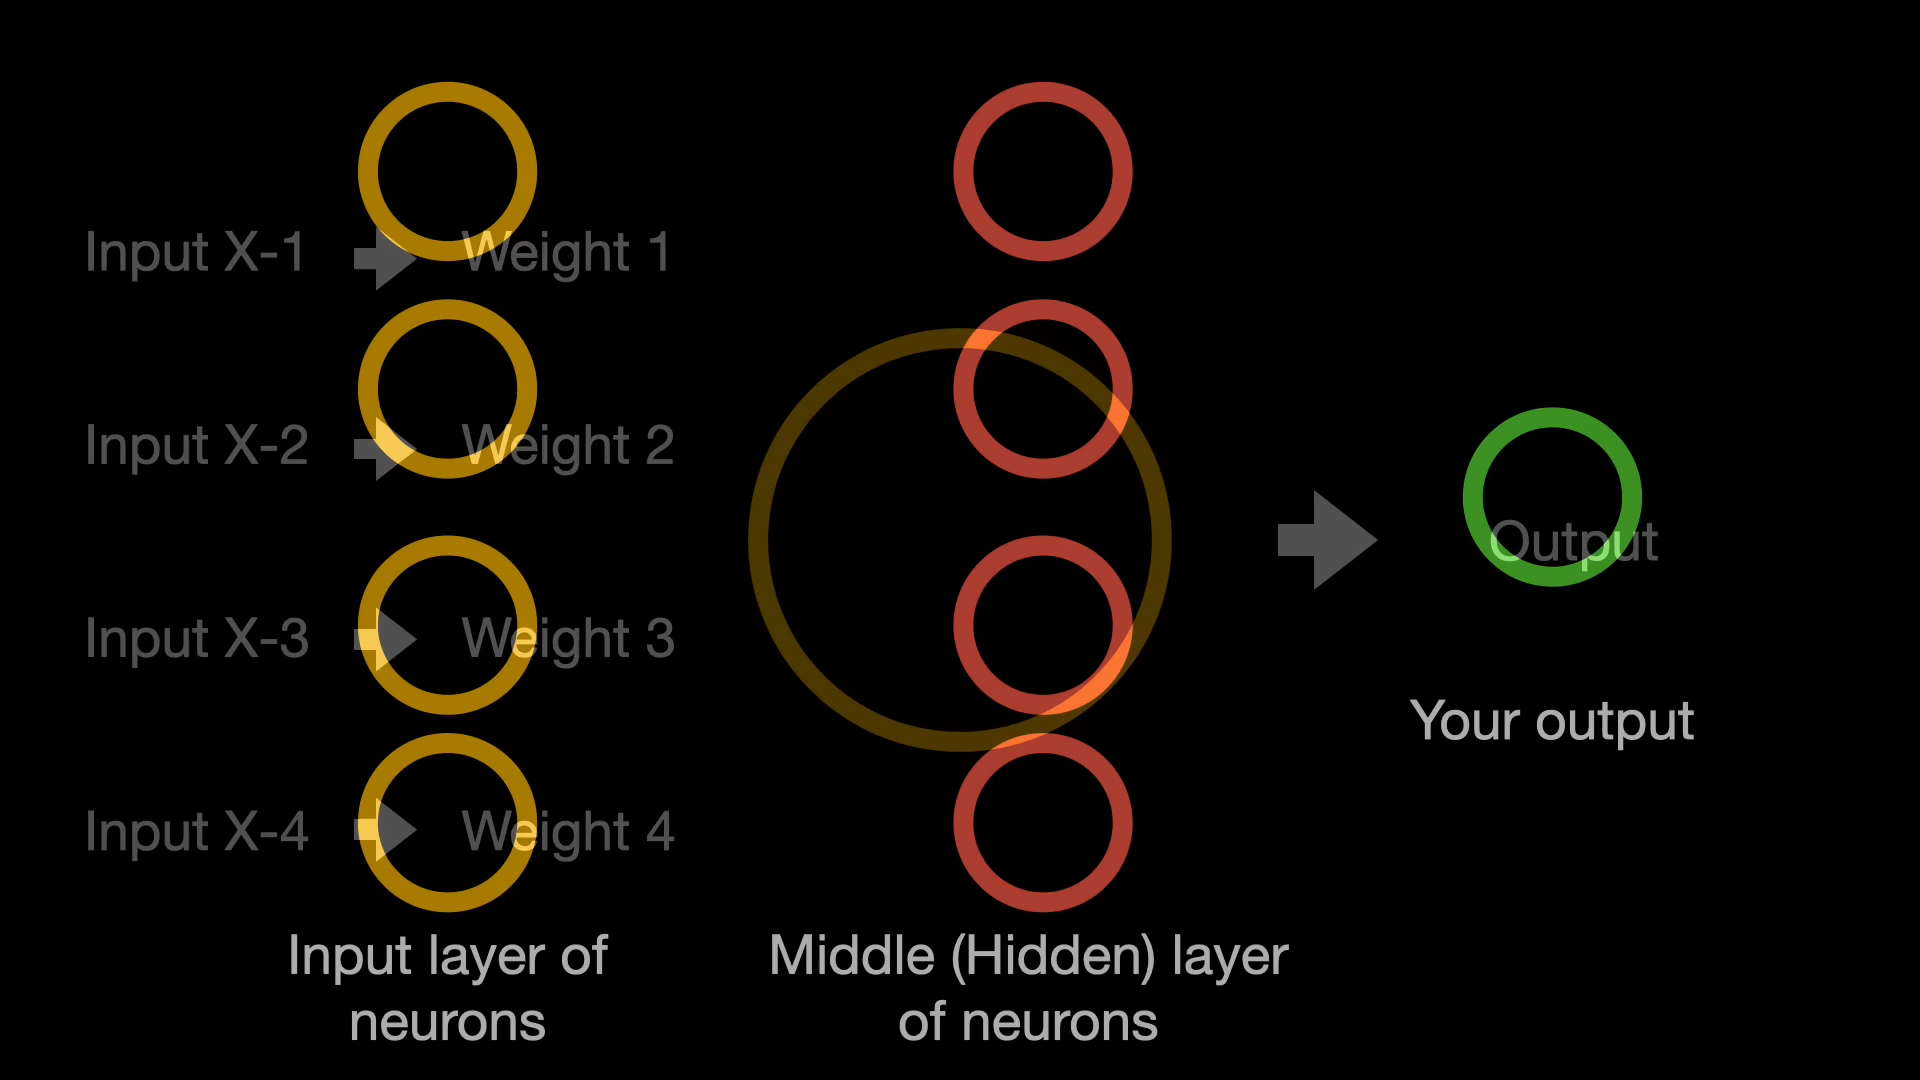 Input X-1
Weight 1
Input X-2
Weight 2
Input X-3
Weight 3
Input X-4
Weight 4
Output
Your output
Input layer of
neurons
Middle (Hidden) layer
of neurons